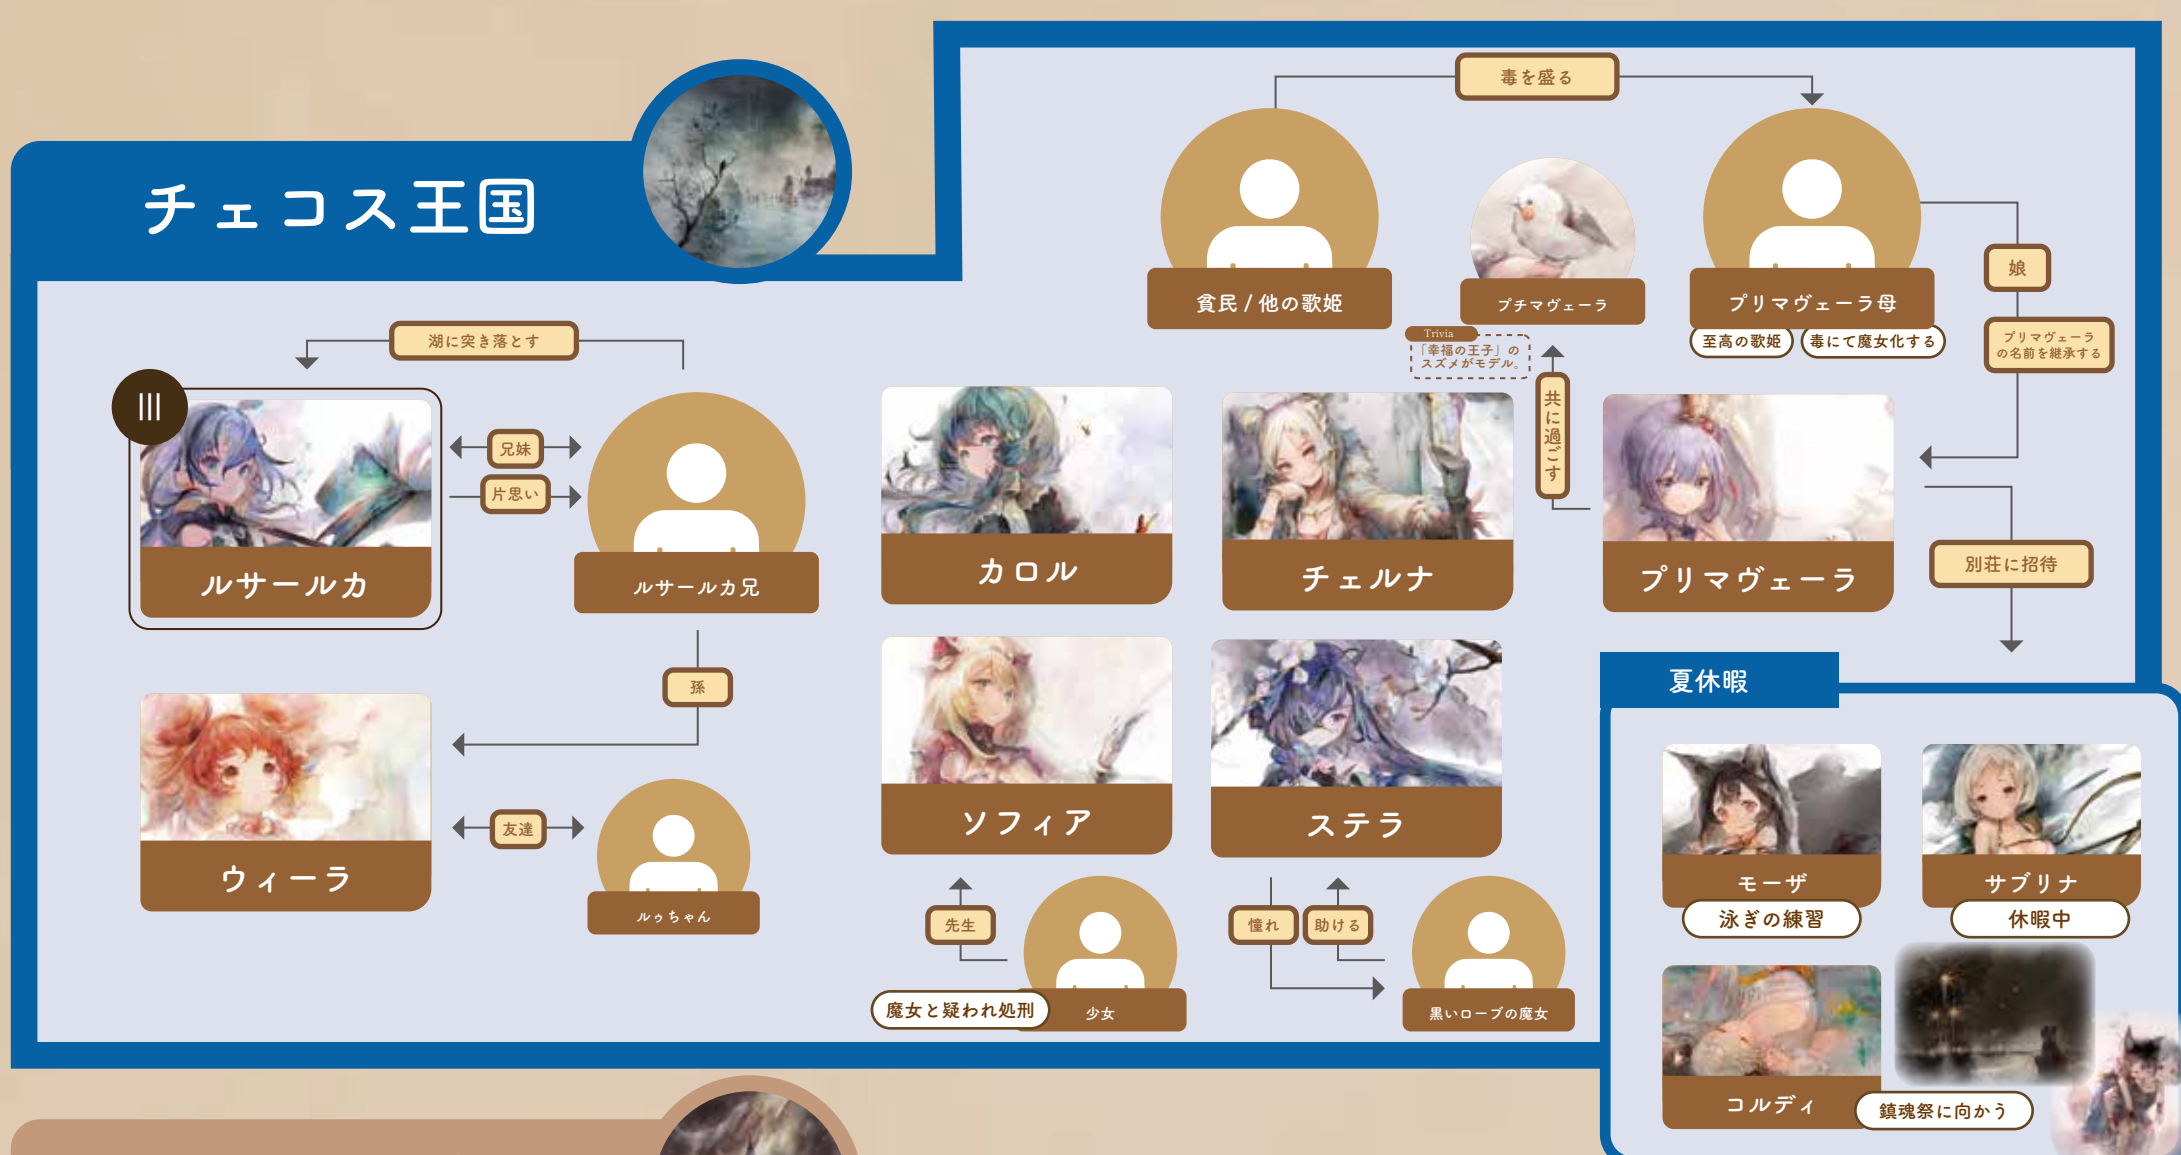 チェコス王国
毒を盛る
貧民 / 他の歌姫
プチマヴェーラ
プリマヴェーラ母
至高の歌姫
毒にて魔女化する
娘
プリマヴェーラ
の名前を継承する
Trivia
「幸福の王子」の
スズメがモデル。
共に過ごす
湖に突き落とす
III
兄妹
片思い
ルサールカ
ルサールカ兄
カロル
チェルナ
プリマヴェーラ
別荘に招待
孫
ウィーラ
友達
ルゥちゃん
ソフィア
ステラ
先生
憧れ
助ける
魔女と疑われ処刑
少女
黒いローブの魔女
夏休暇
モーザ
泳ぎの練習
サブリナ
休暇中
コルディ
鎮魂祭に向かう